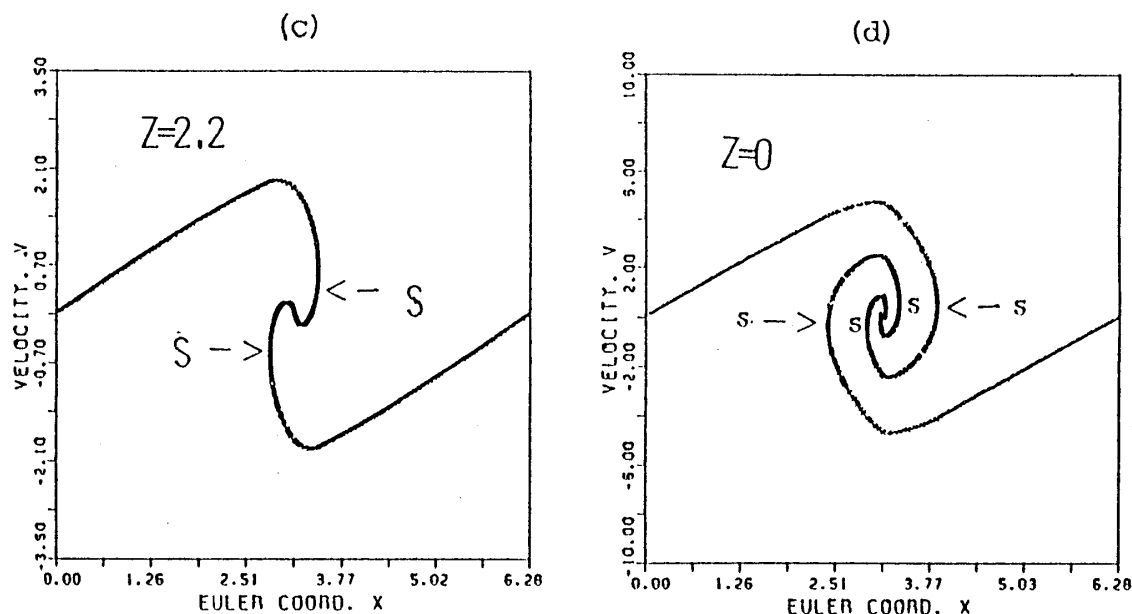 (c)
(d)
3.50
2.10
0.70
-0.70
-2.10
-3.50
VELOCITY. V
Z=2.2
< - S
S - >
0.00 1.26 2.51 3.77 5.02 6.28
EULER COORD. X
10.00
6.00
2.00
-2.00
-6.00
-10.00
VELOCITY. V
Z=0
s - > s s < - s
0.00 1.26 2.51 3.77 5.03 6.28
EULER COORD. X